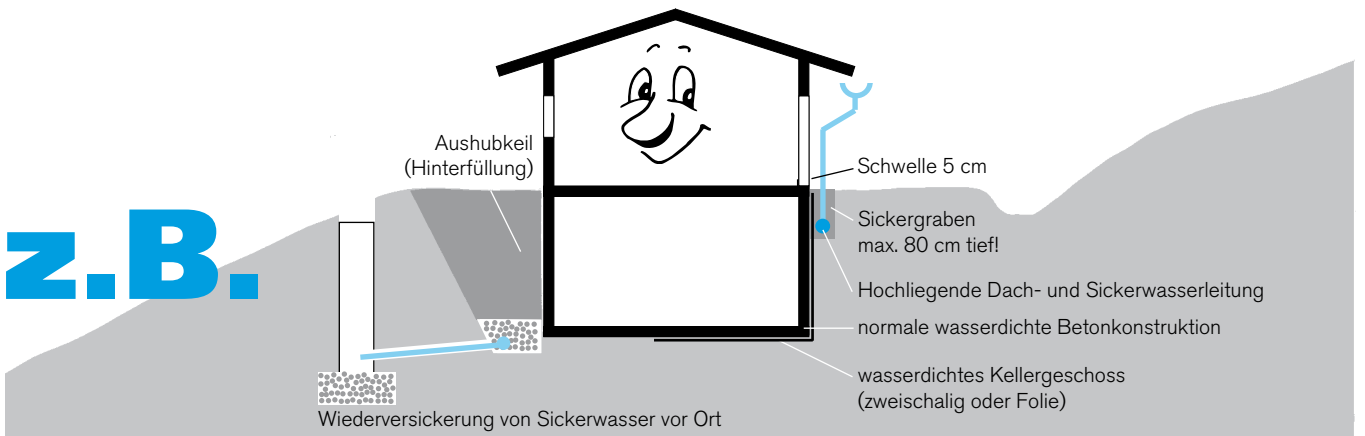 Aushubkeil
(Hinterfüllung)
z.B.
Schwelle 5 cm
Sickergraben
max. 80 cm tief!
Hochliegende Dach- und Sickerwasserleitung
normale wasserdichte Betonkonstruktion
wasserdichtes Kellergeschoss
(zweischalig oder Folie)
Wiederversickerung von Sickerwasser vor Ort